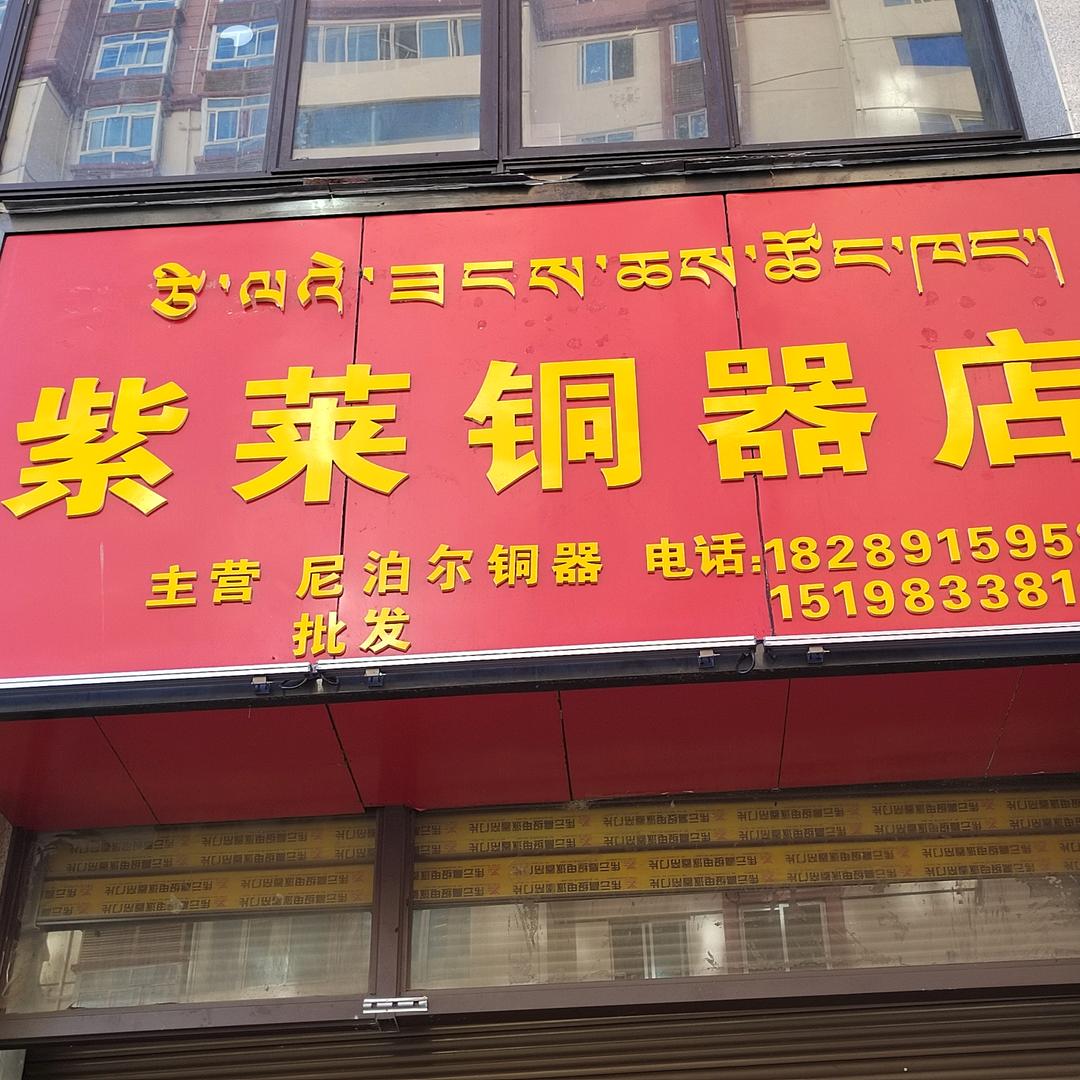 ཙི་ལའི་ཟངས་ཆས་ཚོང་ཁང་།
紫莱铜器店
主营 尼泊尔铜器批发
电话:1828915959
151983381